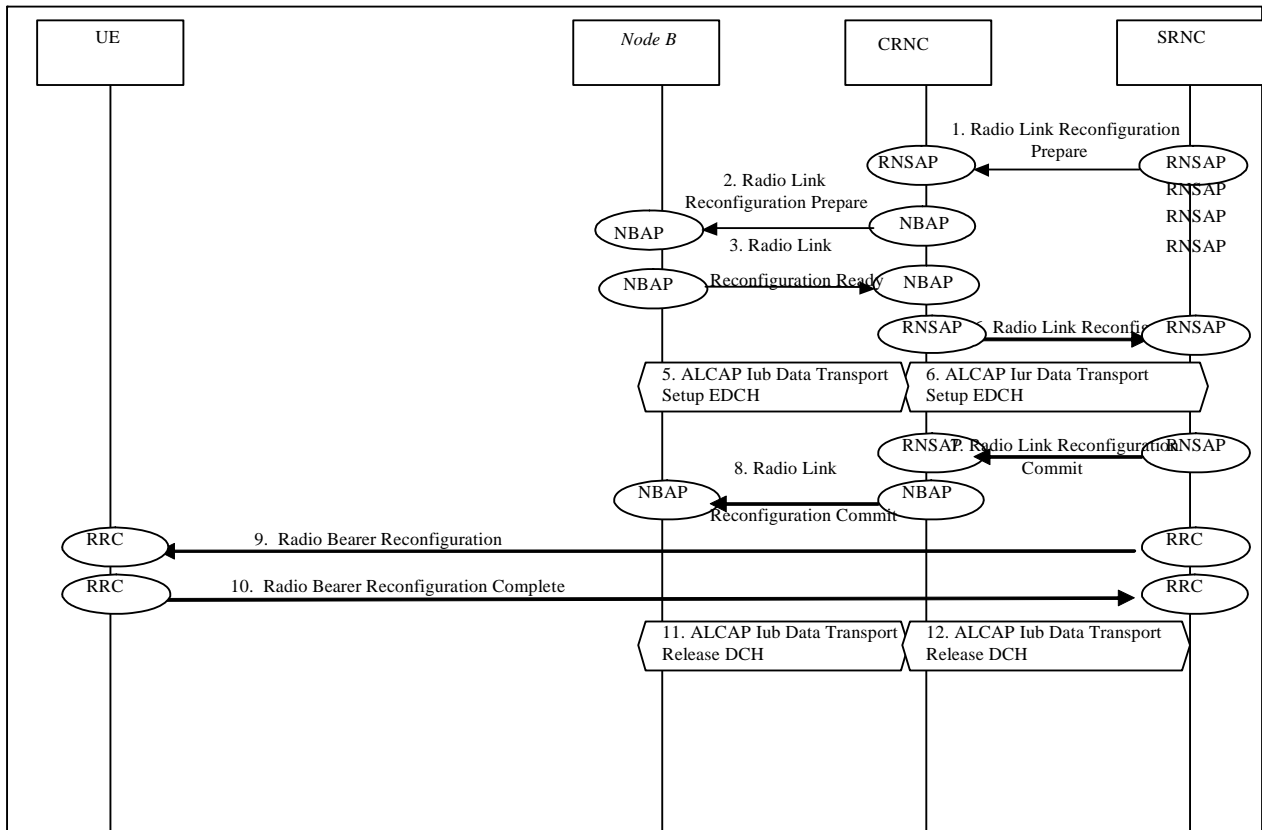 UE
Node B
CRNC
SRNC
1. Radio Link Reconfiguration
Prepare
RNSAP
RNSAP
RNSAP
RNSAP
RNSAP
2. Radio Link
Reconfiguration Prepare
NBAP
NBAP
3. Radio Link
Reconfiguration Ready
NBAP
NBAP
RNSAP
Radio Link
RNSAP
5. ALCAP Iub Data Transport
Setup EDCH
6. ALCAP Iur Data Transport
Setup EDCH
RNSAP
7. Radio Link Reconfiguration
Commit
RNSAP
8. Radio Link
Reconfiguration Commit
NBAP
NBAP
RRC
9. Radio Bearer Reconfiguration
RRC
RRC
10. Radio Bearer Reconfiguration Complete
RRC
11. ALCAP Iub Data Transport
Release DCH
12. ALCAP Iub Data Transport
Release DCH